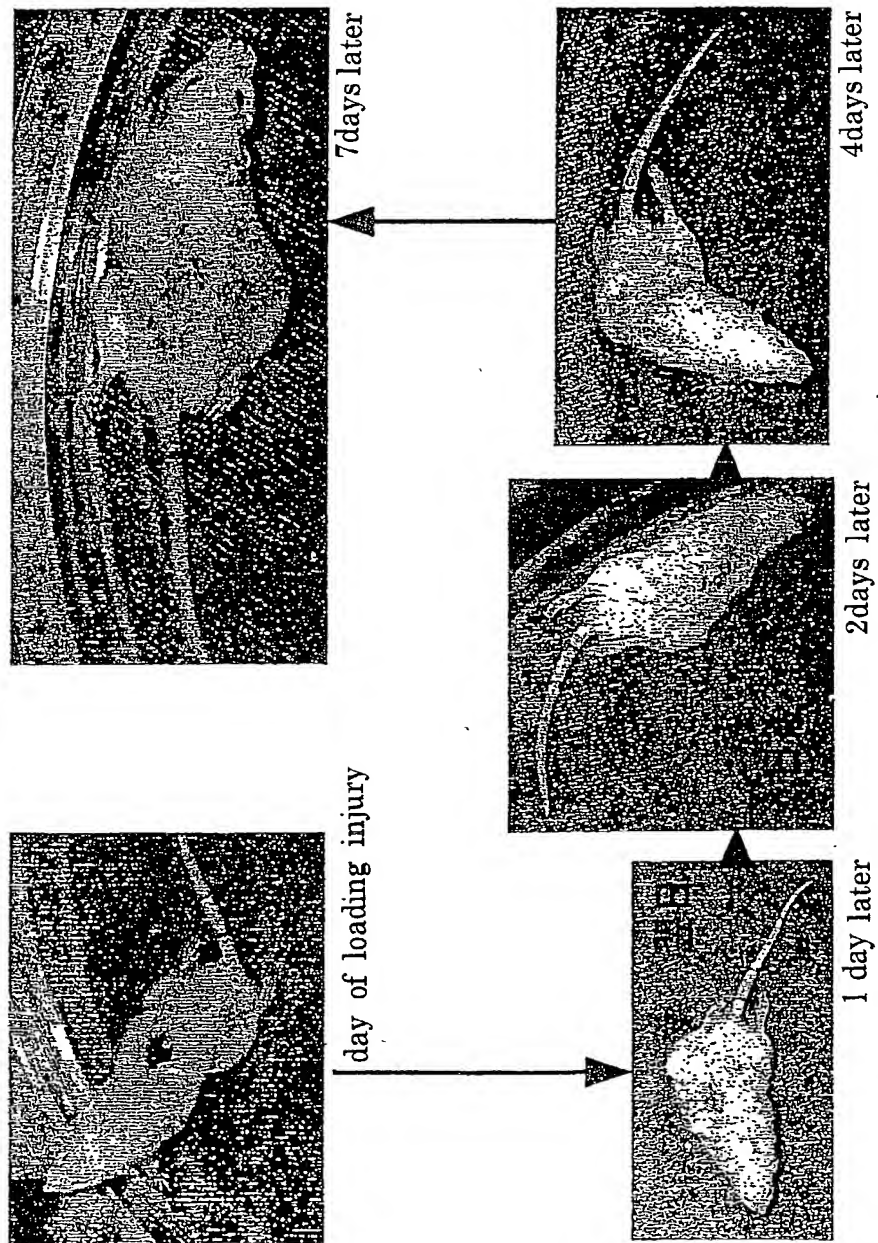 day of loading injury
1 day later
2days later
4days later
7days later